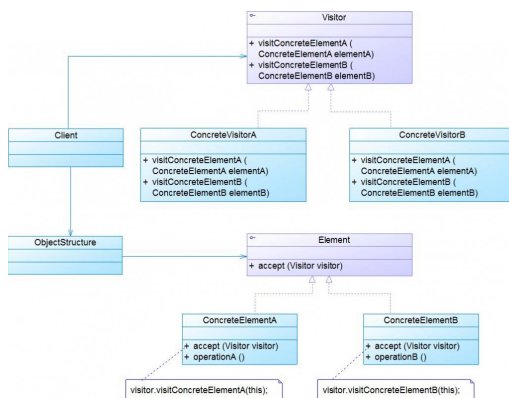 Visitor
+ visitConcreteElementA (
ConcreteElementA elementA)
+ visitConcreteElementB (
ConcreteElementB elementB)
Client
ConcreteVisitorA
+ visitConcreteElementA (
ConcreteElementA elementA)
+ visitConcreteElementB (
ConcreteElementB elementB)
ConcreteVisitorB
+ visitConcreteElementA (
ConcreteElementA elementA)
+ visitConcreteElementB (
ConcreteElementB elementB)
ObjectStructure
Element
+ accept (Visitor visitor)
ConcreteElementA
+ accept (Visitor visitor)
+ operationA ()
ConcreteElementB
+ accept (Visitor visitor)
+ operationB ()
visitor.visitConcreteElementA(this);
visitor.visitConcreteElementB(this);